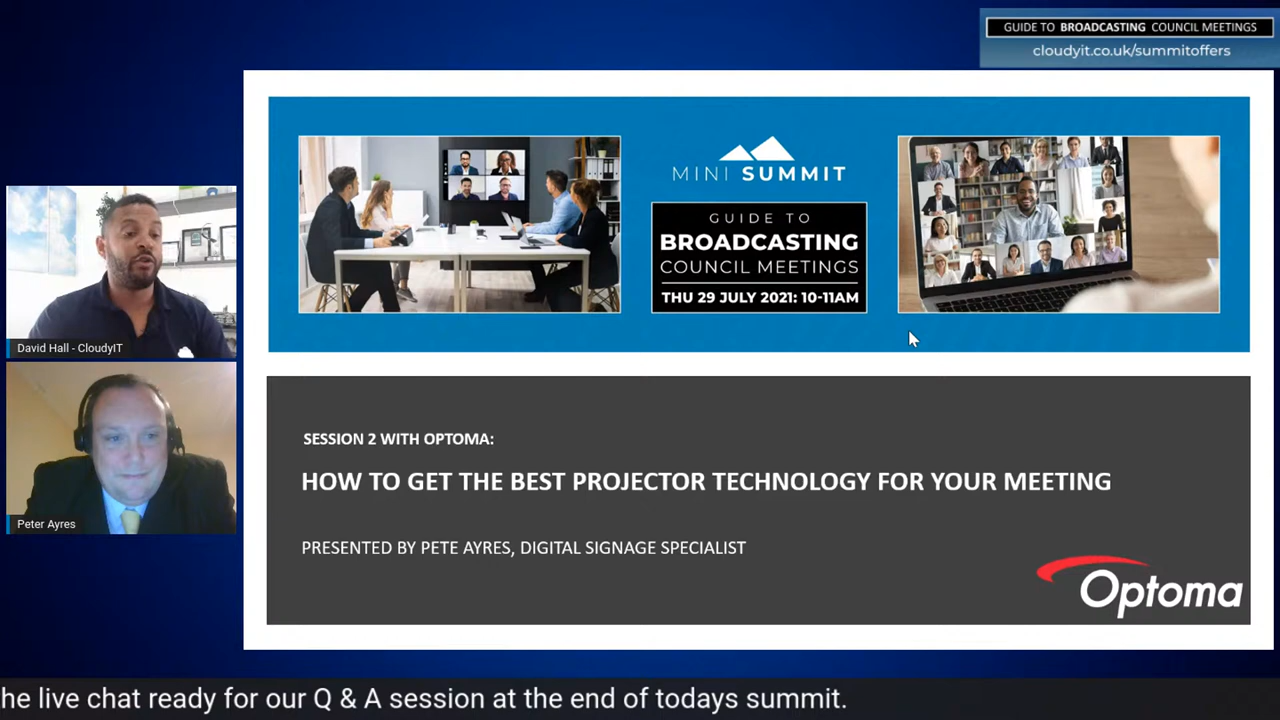 GUIDE TO BROADCASTING COUNCIL MEETINGS
cloudyit.co.uk/summitoffers
MINI SUMMIT
GUIDE TO
BROADCASTING
COUNCIL MEETINGS
THU 29 JULY 2021: 10-11AM
David Hall - CloudyIT
Peter Ayres
SESSION 2 WITH OPTOMA:
HOW TO GET THE BEST PROJECTOR TECHNOLOGY FOR YOUR MEETING
PRESENTED BY PETE AYRES, DIGITAL SIGNAGE SPECIALIST
Optoma
he live chat ready for our Q & A session at the end of todays summit.